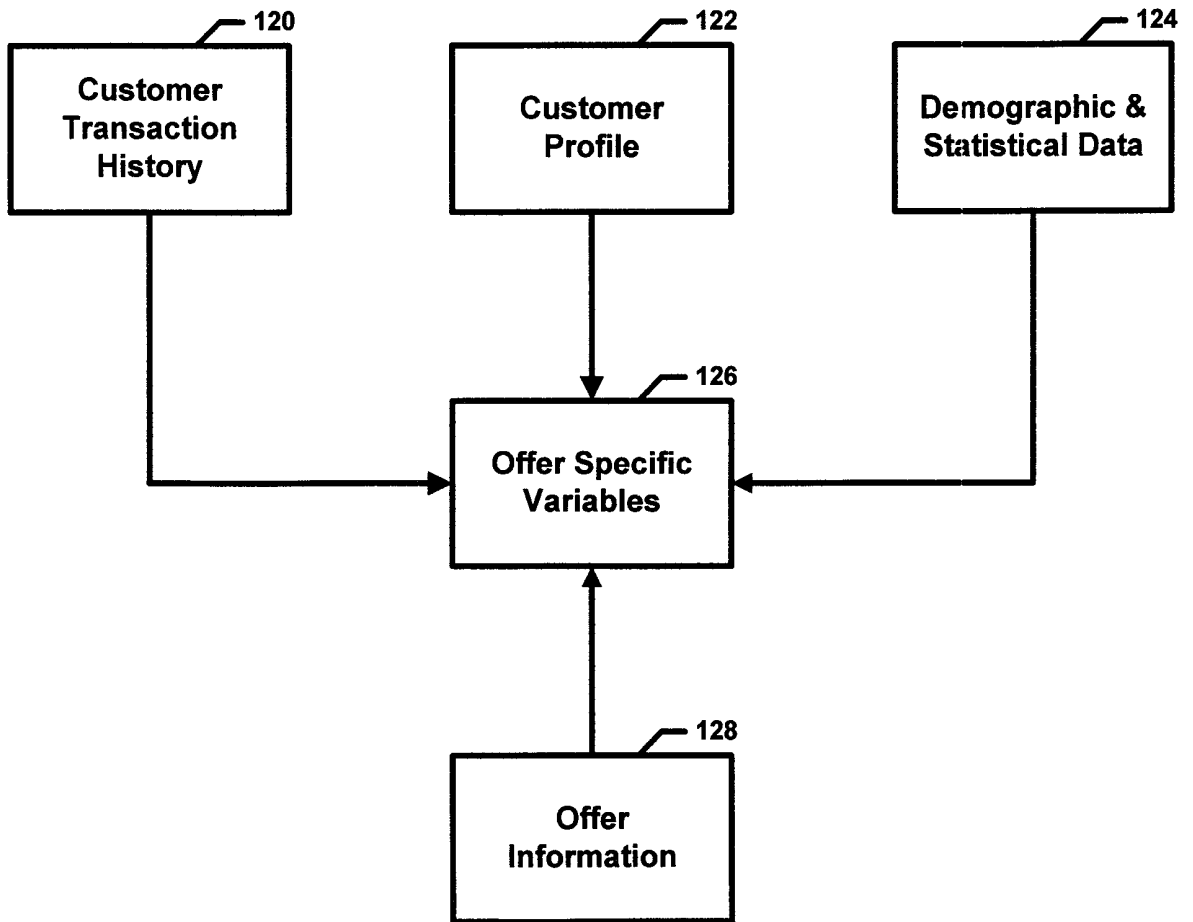 120
Customer
Transaction
History
122
Customer
Profile
124
Demographic &
Statistical Data
126
Offer Specific
Variables
128
Offer
Information